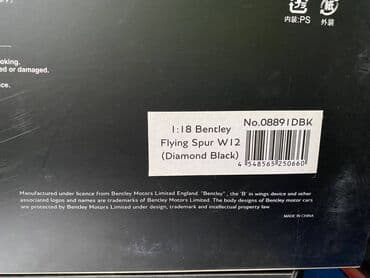 内装:PS 外装:
oking.
d or damaged.
ice.
No.08891DBK
1:18 Bentley
Flying Spur W12
(Diamond Black)
4 548565 250660
Manufactured under licence from Bentley Motors Limited England. "Bentley", the 'B' in wings device and other
associated logos and names are trademarks of Bentley Motors Limited. The body designs of Bentley motor cars
are protected by Bentley Motors Limited under design, trademark and intellectual property law
MADE IN CHINA